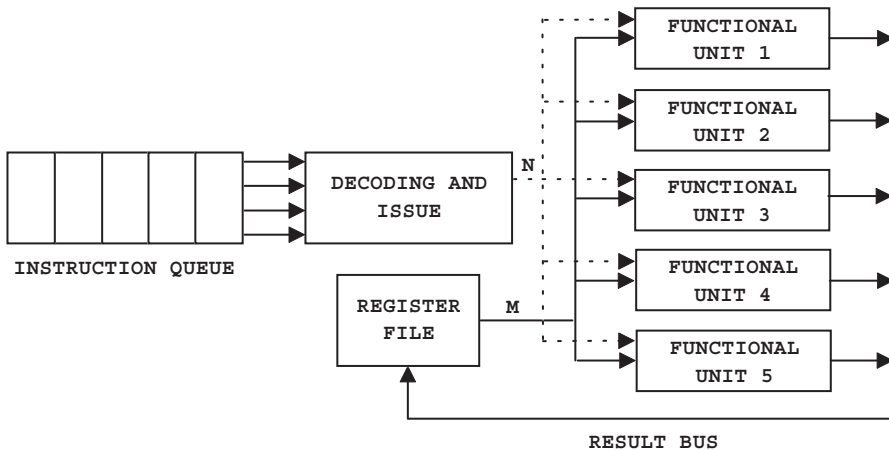 FUNCTIONAL
UNIT 1
FUNCTIONAL
UNIT 2
N
DECODING AND
ISSUE
FUNCTIONAL
UNIT 3
INSTRUCTION QUEUE
FUNCTIONAL
UNIT 4
REGISTER
FILE
M
FUNCTIONAL
UNIT 5
RESULT BUS